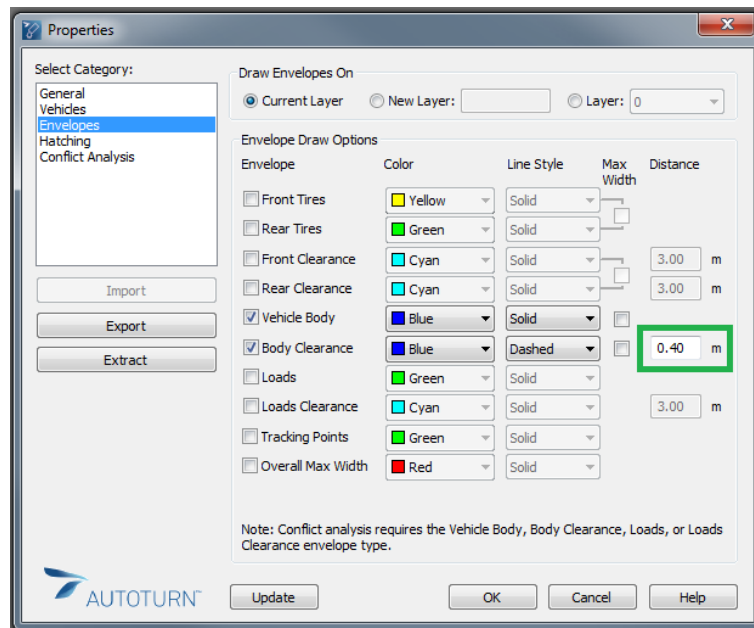 Properties
Select Category:
General
Vehicles
Envelopes
Hatching
Conflict Analysis
Import
Export
Extract
AUTOTURN™
Draw Envelopes On
Current Layer New Layer: Layer: 0
Envelope Draw Options
Envelope Color Line Style Max Width Distance
Front Tires Yellow Solid
Rear Tires Green Solid
Front Clearance Cyan Solid 3.00 m
Rear Clearance Cyan Solid 3.00 m
Vehicle Body Blue Solid
Body Clearance Blue Dashed 0.40 m
Loads Green Solid
Loads Clearance Cyan Solid 3.00 m
Tracking Points Green Solid
Overall Max Width Red Solid
Note: Conflict analysis requires the Vehicle Body, Body Clearance, Loads, or Loads
Clearance envelope type.
Update OK Cancel Help